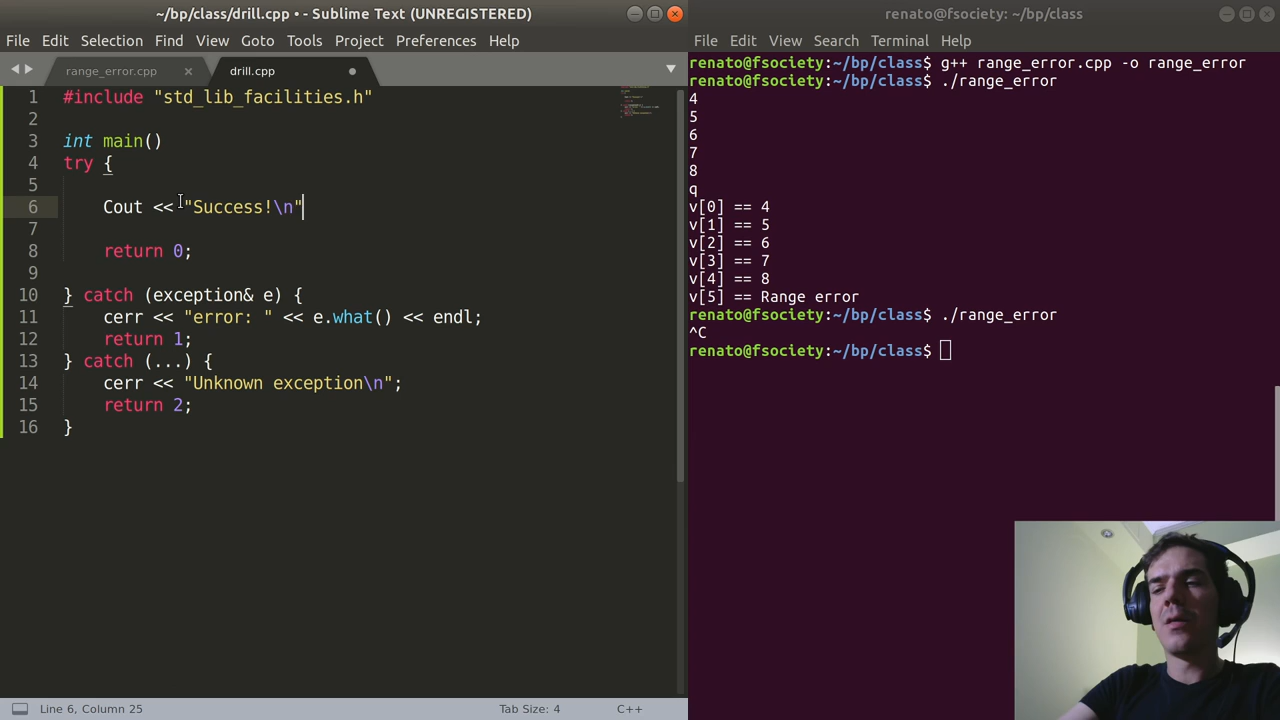 ~/bp/class/drill.cpp • - Sublime Text (UNREGISTERED)
File Edit Selection Find View Goto Tools Project Preferences Help
range_error.cpp × drill.cpp
1 #include "std_lib_facilities.h"
2
3 int main()
4 try {
5
6 Cout << "Success!\n"
7
8 return 0;
9
10 } catch (exception& e) {
11 cerr << "error: " << e.what() << endl;
12 return 1;
13 } catch (...) {
14 cerr << "Unknown exception\n";
15 return 2;
16 }
Line 6, Column 25 Tab Size: 4 C++
renato@fsociety: ~/bp/class
File Edit View Search Terminal Help
renato@fsociety:~/bp/class$ g++ range_error.cpp -o range_error
renato@fsociety:~/bp/class$ ./range_error
4
5
6
7
8
q
v[0] == 4
v[1] == 5
v[2] == 6
v[3] == 7
v[4] == 8
v[5] == Range error
renato@fsociety:~/bp/class$ ./range_error
^C
renato@fsociety:~/bp/class$